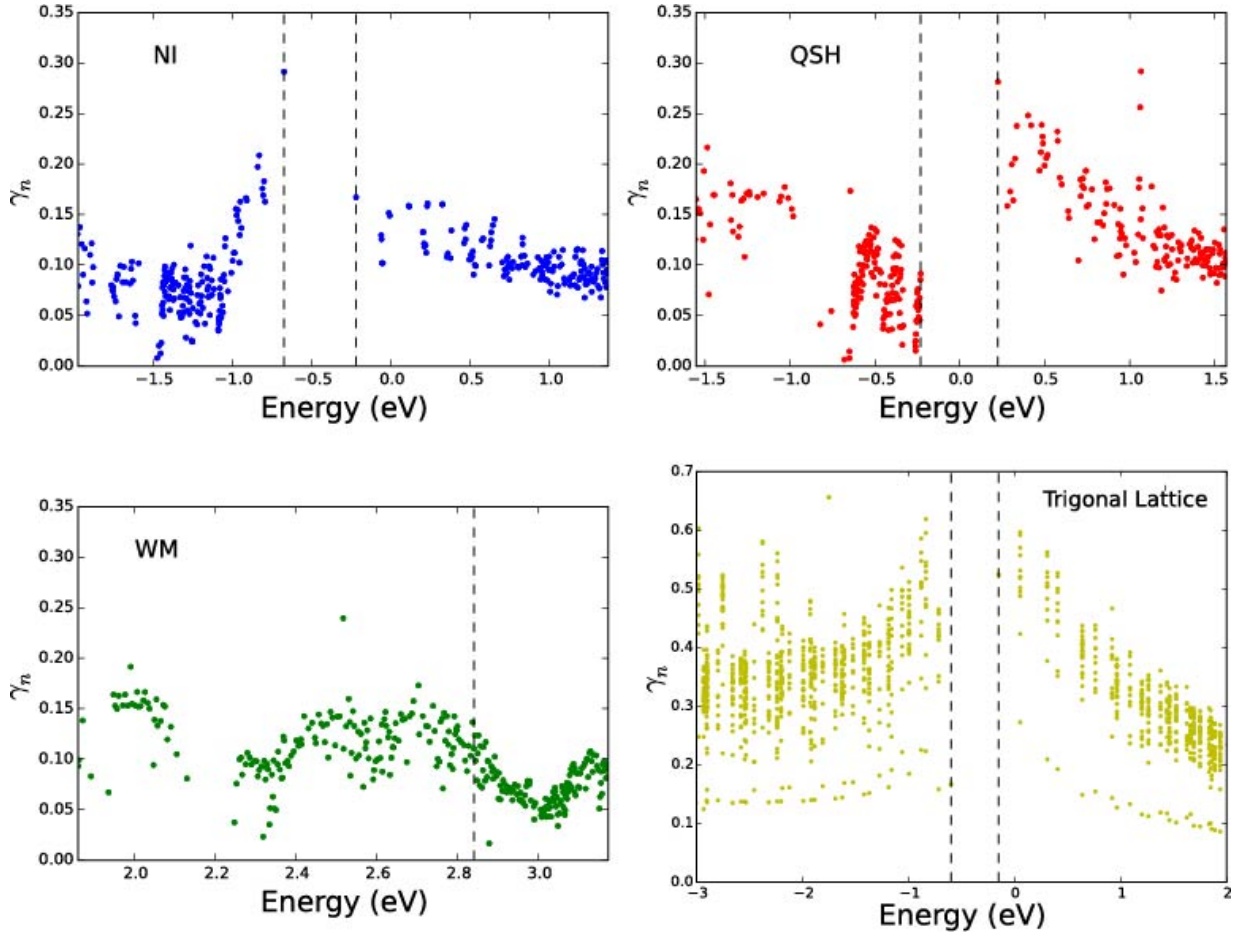 0.35
NI
0.30
0.25
0.20
γn
0.15
0.10
0.05
0.00
−1.5 −1.0 −0.5 0.0 0.5 1.0
Energy (eV)
0.35
QSH
0.30
0.25
0.20
γn
0.15
0.10
0.05
0.00
−1.5 −1.0 −0.5 0.0 0.5 1.0 1.5
Energy (eV)
0.35
WM
0.30
0.25
0.20
γn
0.15
0.10
0.05
0.00
2.0 2.2 2.4 2.6 2.8 3.0
Energy (eV)
0.7
Trigonal Lattice
0.6
0.5
0.4
γn
0.3
0.2
0.1
0.0
−3 −2 −1 0 1 2
Energy (eV)